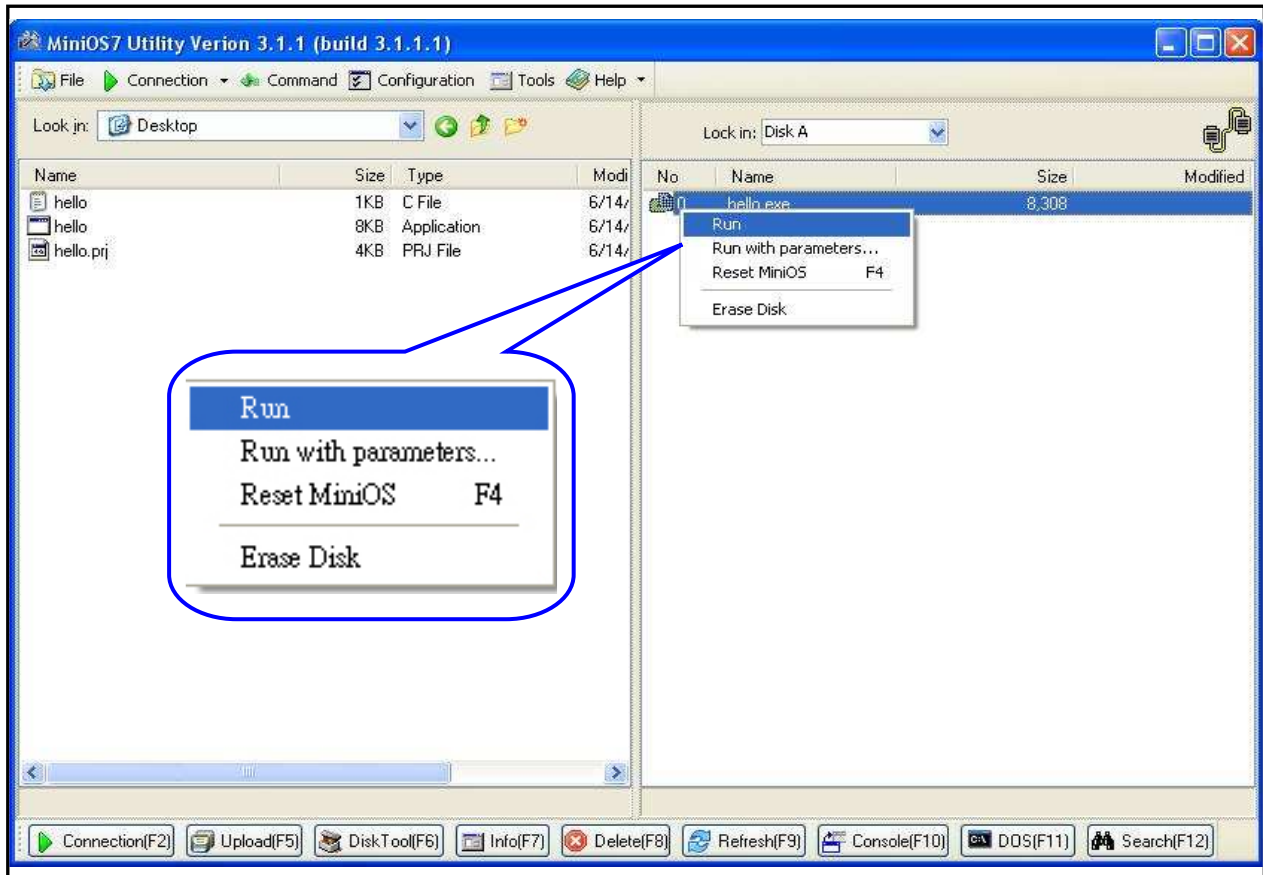 MiniOS7 Utility Verion 3.1.1 (build 3.1.1.1)
File Connection Command Configuration Tools Help
Look in: Desktop
Lock in: Disk A
Name Size Type Modi
hello 1KB C File 6/14/
hello 8KB Application 6/14/
hello.prj 4KB PRJ File 6/14/
No Name Size Modified
0 hello.exe 8,308
Run
Run with parameters...
Reset MiniOS F4
Erase Disk
Run
Run with parameters...
Reset MiniOS F4
Erase Disk
Connection(F2) Upload(F5) DiskTool(F6) Info(F7) Delete(F8) Refresh(F9) Console(F10) DOS(F11) Search(F12)